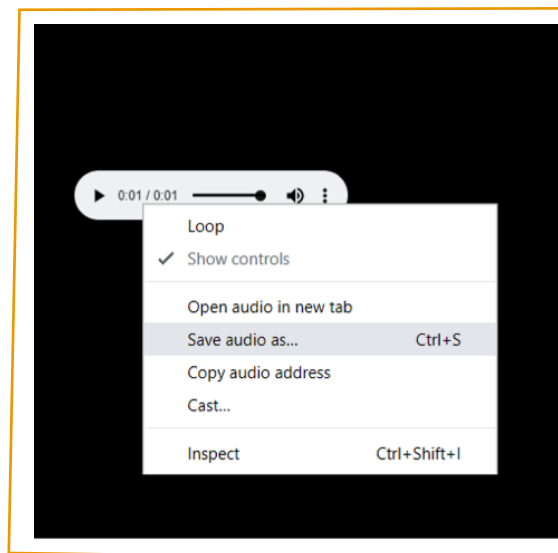 0:01 / 0:01
Loop
Show controls
Open audio in new tab
Save audio as... Ctrl+S
Copy audio address
Cast...
Inspect Ctrl+Shift+I